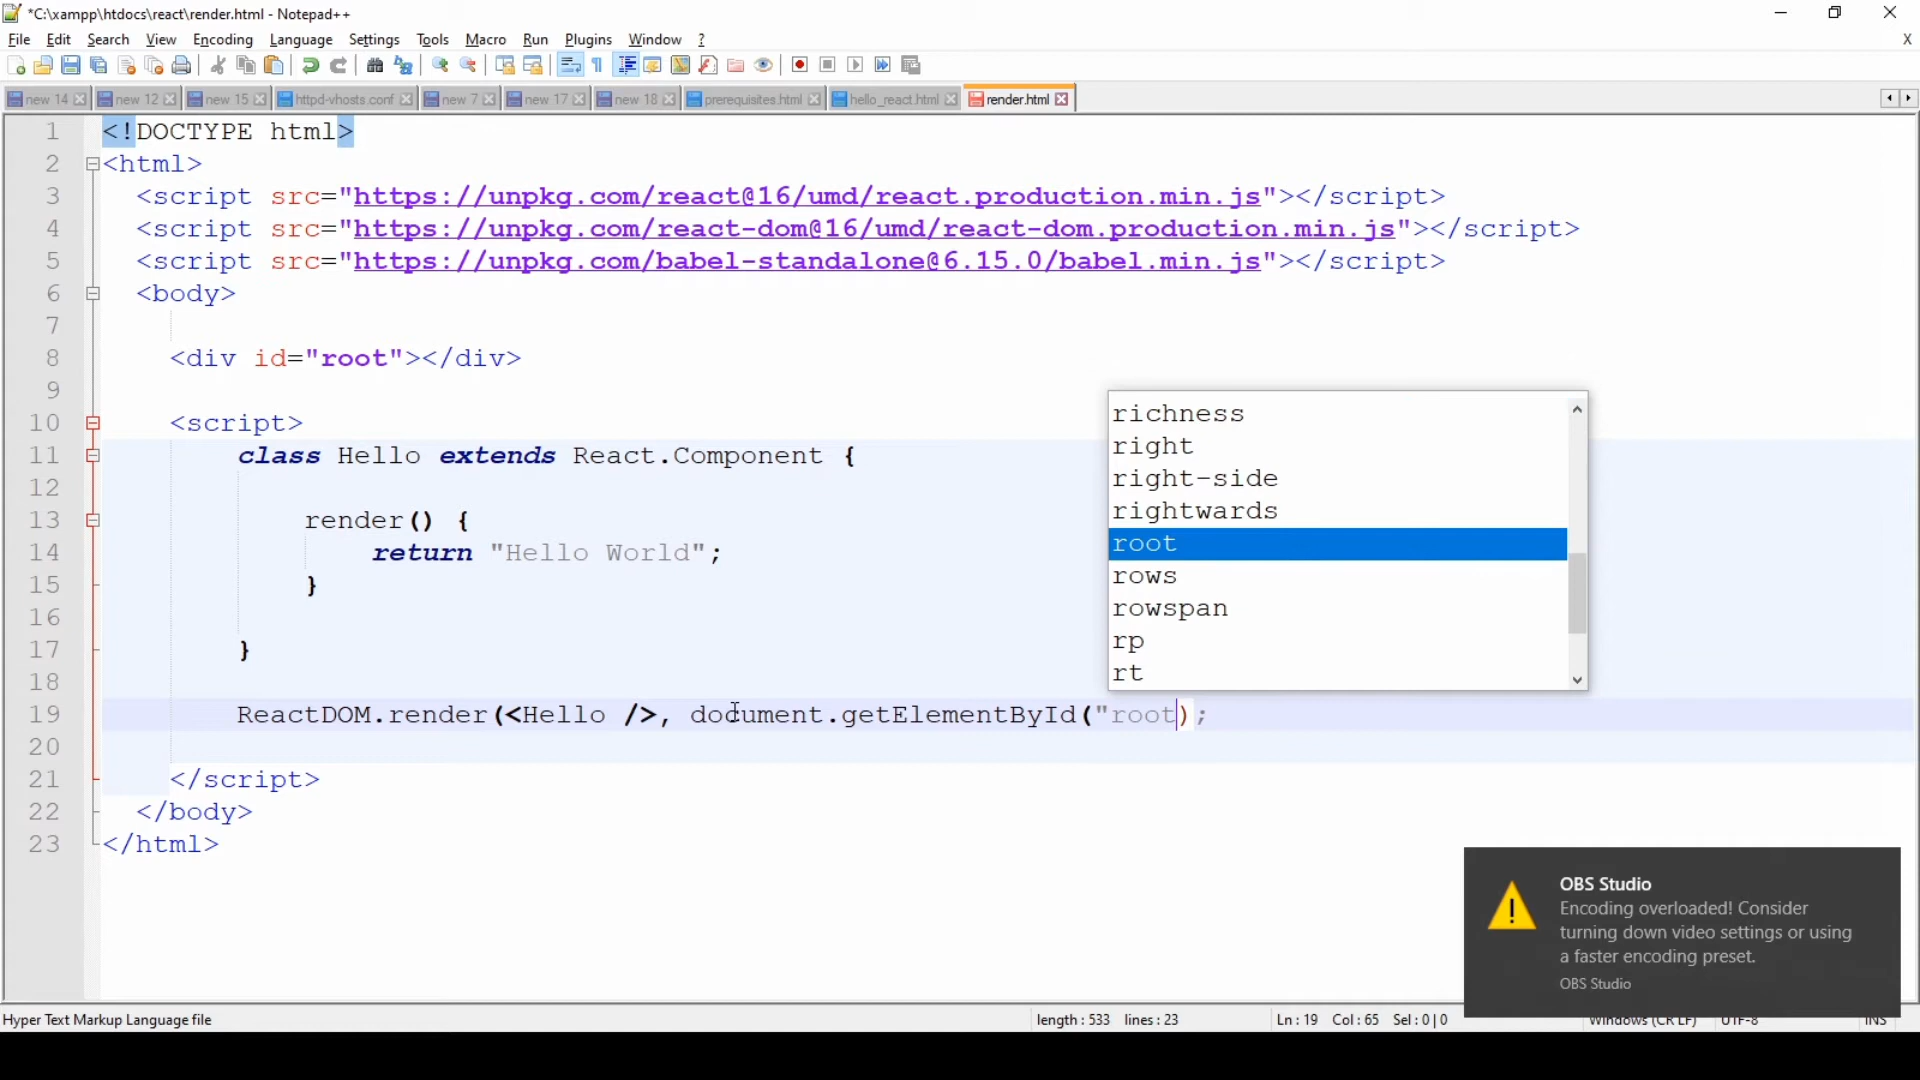 *C:\xampp\htdocs\react\render.html - Notepad++
File Edit Search View Encoding Language Settings Tools Macro Run Plugins Window ?
X
new 14 new 12 new 15 httpd-vhosts.conf new 7 new 17 new 18 prerequisites.html hello_react.html render.html
1 <!DOCTYPE html>
2 <html>
3 <script src="https://unpkg.com/react@16/umd/react.production.min.js"></script>
4 <script src="https://unpkg.com/react-dom@16/umd/react-dom.production.min.js"></script>
5 <script src="https://unpkg.com/babel-standalone@6.15.0/babel.min.js"></script>
6 <body>
7
8 <div id="root"></div>
9
10 <script>
11 class Hello extends React.Component {
12
13 render() {
14 return "Hello World";
15 }
16
17 }
18
19 ReactDOM.render(<Hello />, document.getElementById("root);
20
21 </script>
22 </body>
23 </html>
richness
right
right-side
rightwards
root
rows
rowspan
rp
rt
OBS Studio
Encoding overloaded! Consider
turning down video settings or using
a faster encoding preset.
OBS Studio
Hyper Text Markup Language file length : 533 lines : 23 Ln : 19 Col : 65 Sel : 0 | 0 Windows (CR LF) UTF-8 INS